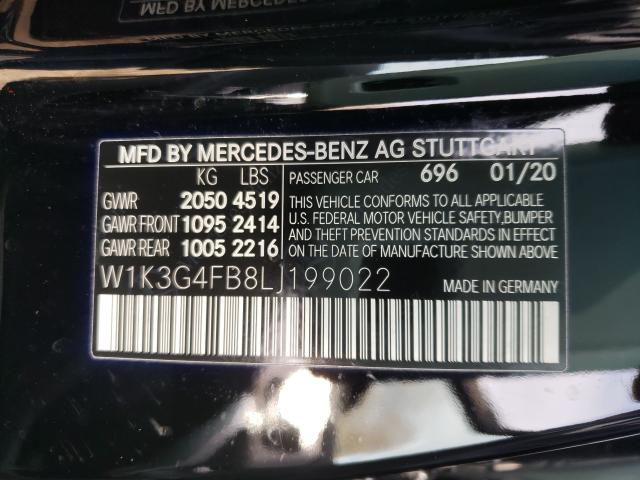 MFD BY MERCEDES-BENZ AG STUTTGART
KG LBS
GVWR 2050 4519
GAWR FRONT 1095 2414
GAWR REAR 1005 2216
PASSENGER CAR 696 01/20
THIS VEHICLE CONFORMS TO ALL APPLICABLE
U.S. FEDERAL MOTOR VEHICLE SAFETY,BUMPER
AND THEFT PREVENTION STANDARDS IN EFFECT
ON THE DATE OF MANUFACTURE SHOWN ABOVE.
W1K3G4FB8LJ199022
MADE IN GERMANY